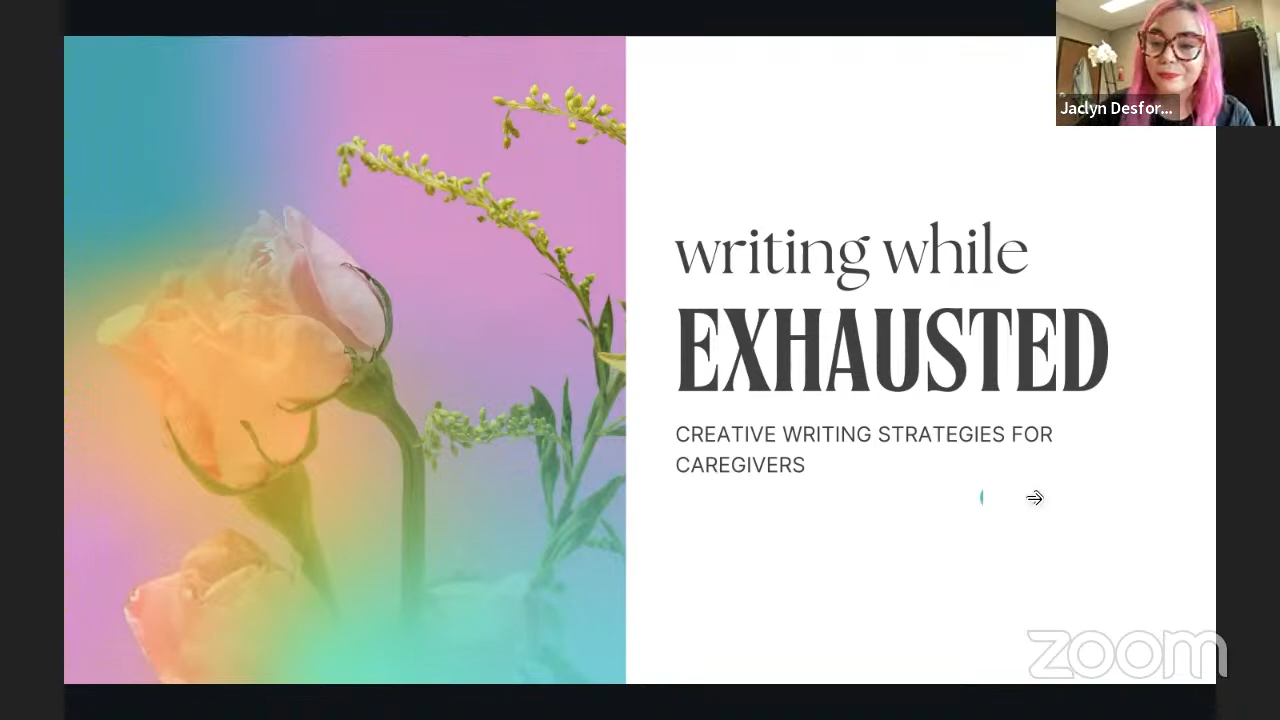 Jaclyn Desfor...
writing while
EXHAUSTED
CREATIVE WRITING STRATEGIES FOR
CAREGIVERS
zoom